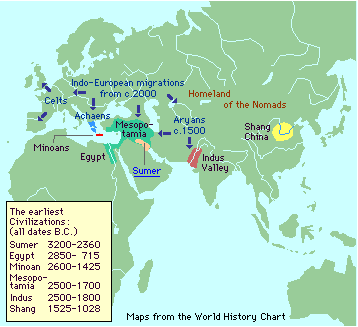 Indo-European migrations
from c.2000
Homeland
of the Nomads
Celts
Achaens
Mesopo-
tamia
Aryans
c.1500
Shang
China
Minoans
Egypt
Sumer
Indus
Valley
The earliest
Civilizations:
(all dates B.C.)
Sumer 3200-2360
Egypt 2850- 715
Minoan 2600-1425
Mesopo-
tamia 2500-1700
Indus 2500-1800
Shang 1525-1028
Maps from the World History Chart